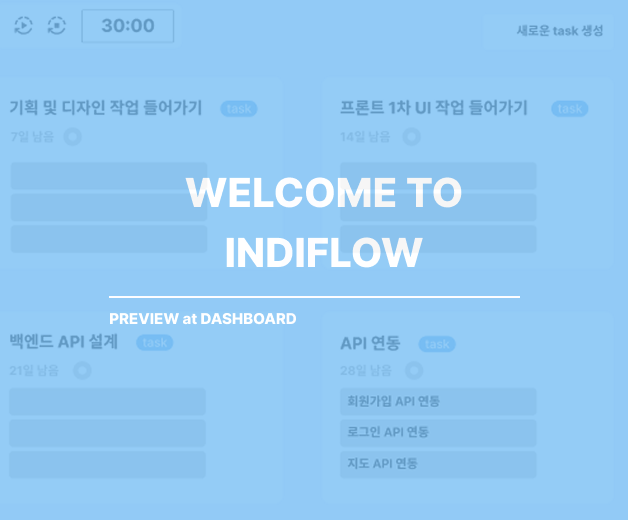 30:00
새로운 task 생성
기획 및 디자인 작업 들어가기 task
7일 남음
프론트 1차 UI 작업 들어가기 task
14일 남음
WELCOME TO
INDIFLOW
PREVIEW at DASHBOARD
백엔드 API 설계 task
21일 남음
API 연동 task
28일 남음
회원가입 API 연동
로그인 API 연동
지도 API 연동